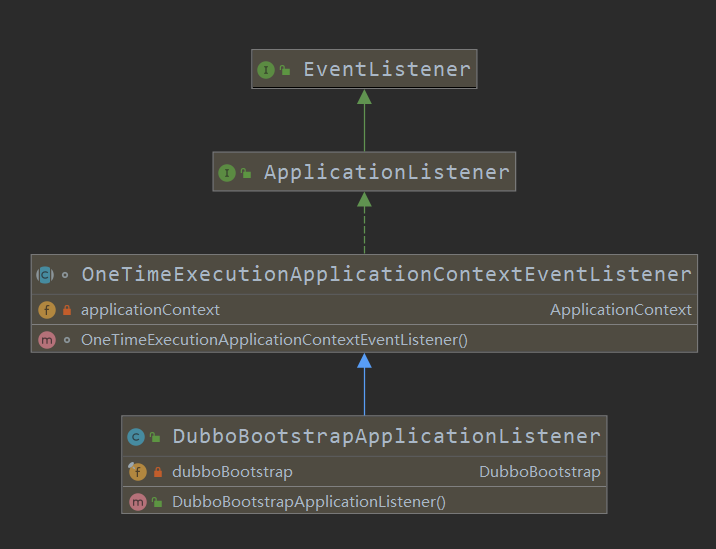 EventListener
ApplicationListener
OneTimeExecutionApplicationContextEventListener
applicationContext ApplicationContext
OneTimeExecutionApplicationContextEventListener()
DubboBootstrapApplicationListener
dubboBootstrap DubboBootstrap
DubboBootstrapApplicationListener()